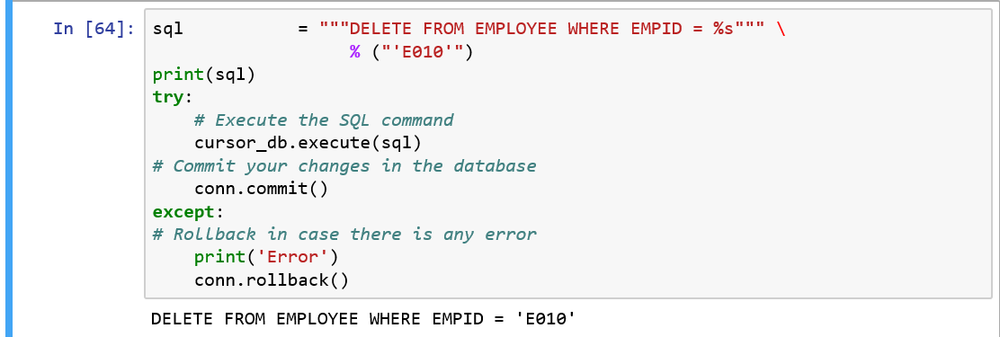 In [64]: sql           = """DELETE FROM EMPLOYEE WHERE EMPID = %s""" \
                   % ("'E010'")
print(sql)
try:
    # Execute the SQL command
    cursor_db.execute(sql)
# Commit your changes in the database
    conn.commit()
except:
# Rollback in case there is any error
    print('Error')
    conn.rollback()
DELETE FROM EMPLOYEE WHERE EMPID = 'E010'